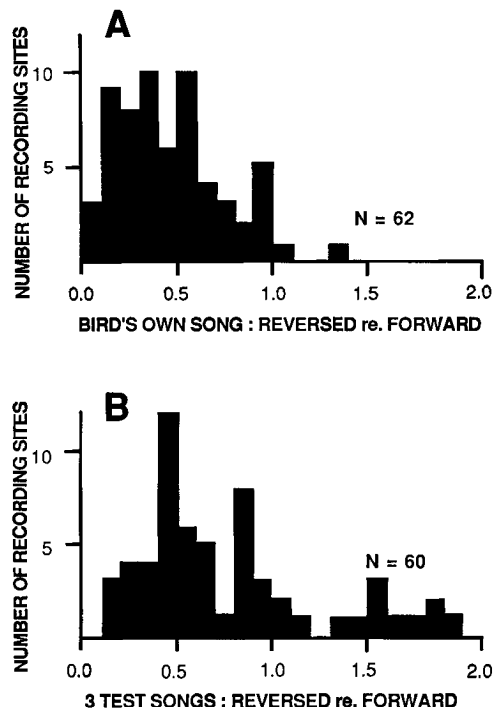 A
NUMBER OF RECORDING SITES
10
5
N = 62
0.0 0.5 1.0 1.5 2.0
BIRD'S OWN SONG : REVERSED re. FORWARD
B
NUMBER OF RECORDING SITES
10
5
N = 60
0.0 0.5 1.0 1.5 2.0
3 TEST SONGS : REVERSED re. FORWARD